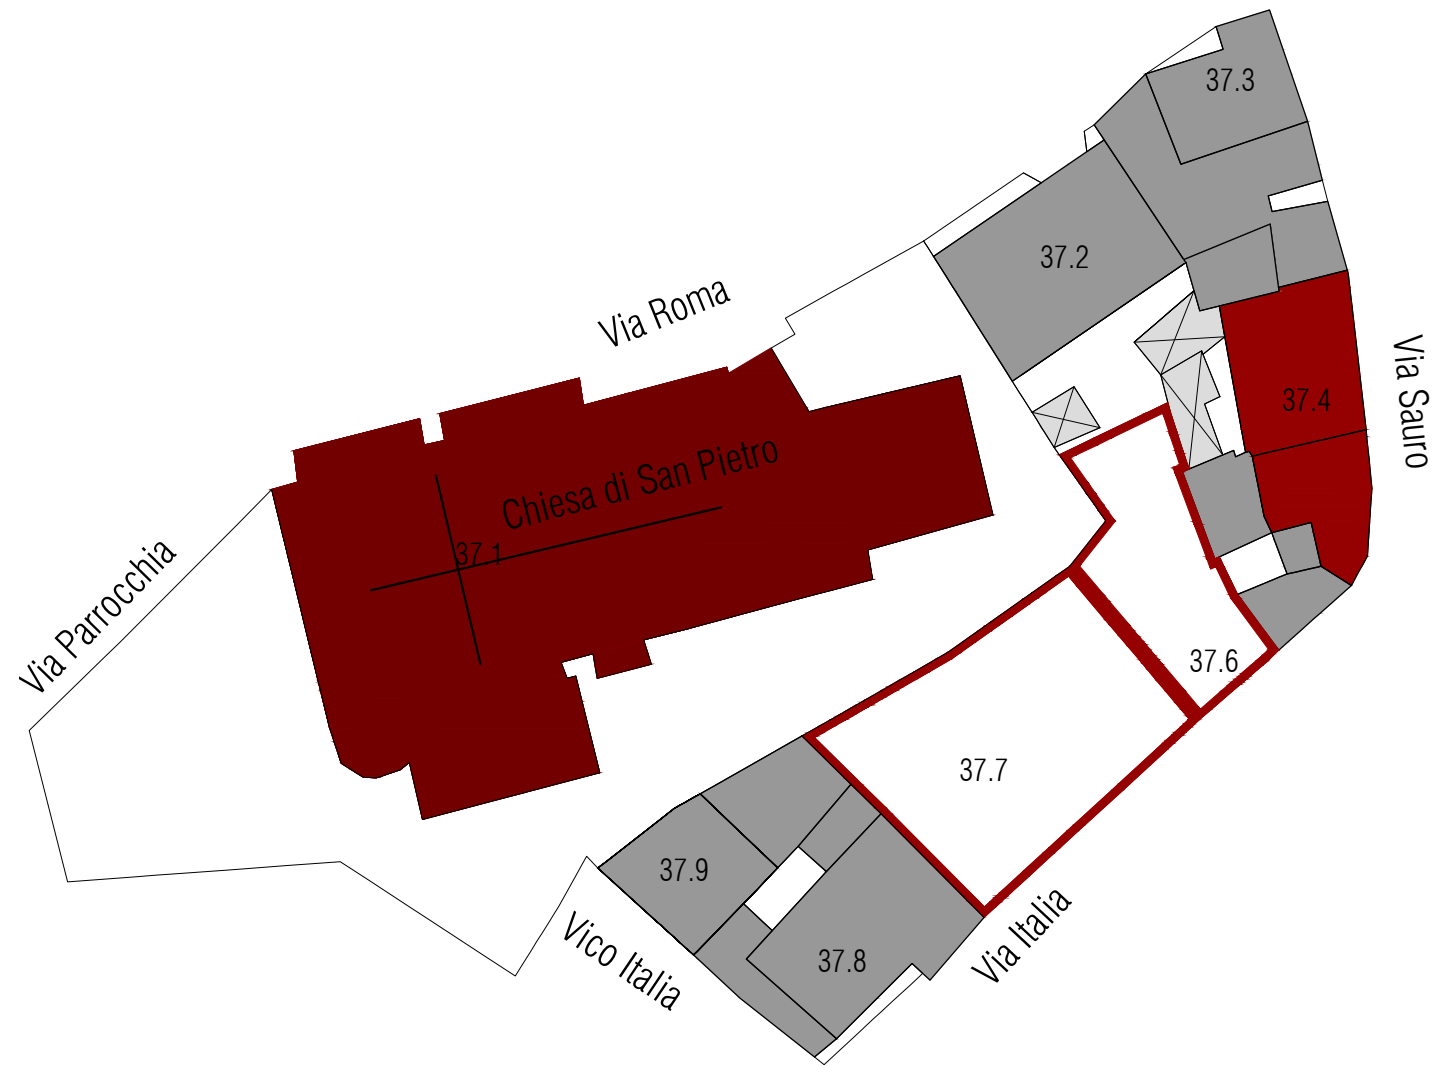 37.3
37.2
Via Roma
37.4
Via Sauro
Chiesa di San Pietro
37.1
Via Parrocchia
37.6
37.7
37.9
37.8
Vico Italia
Via Italia